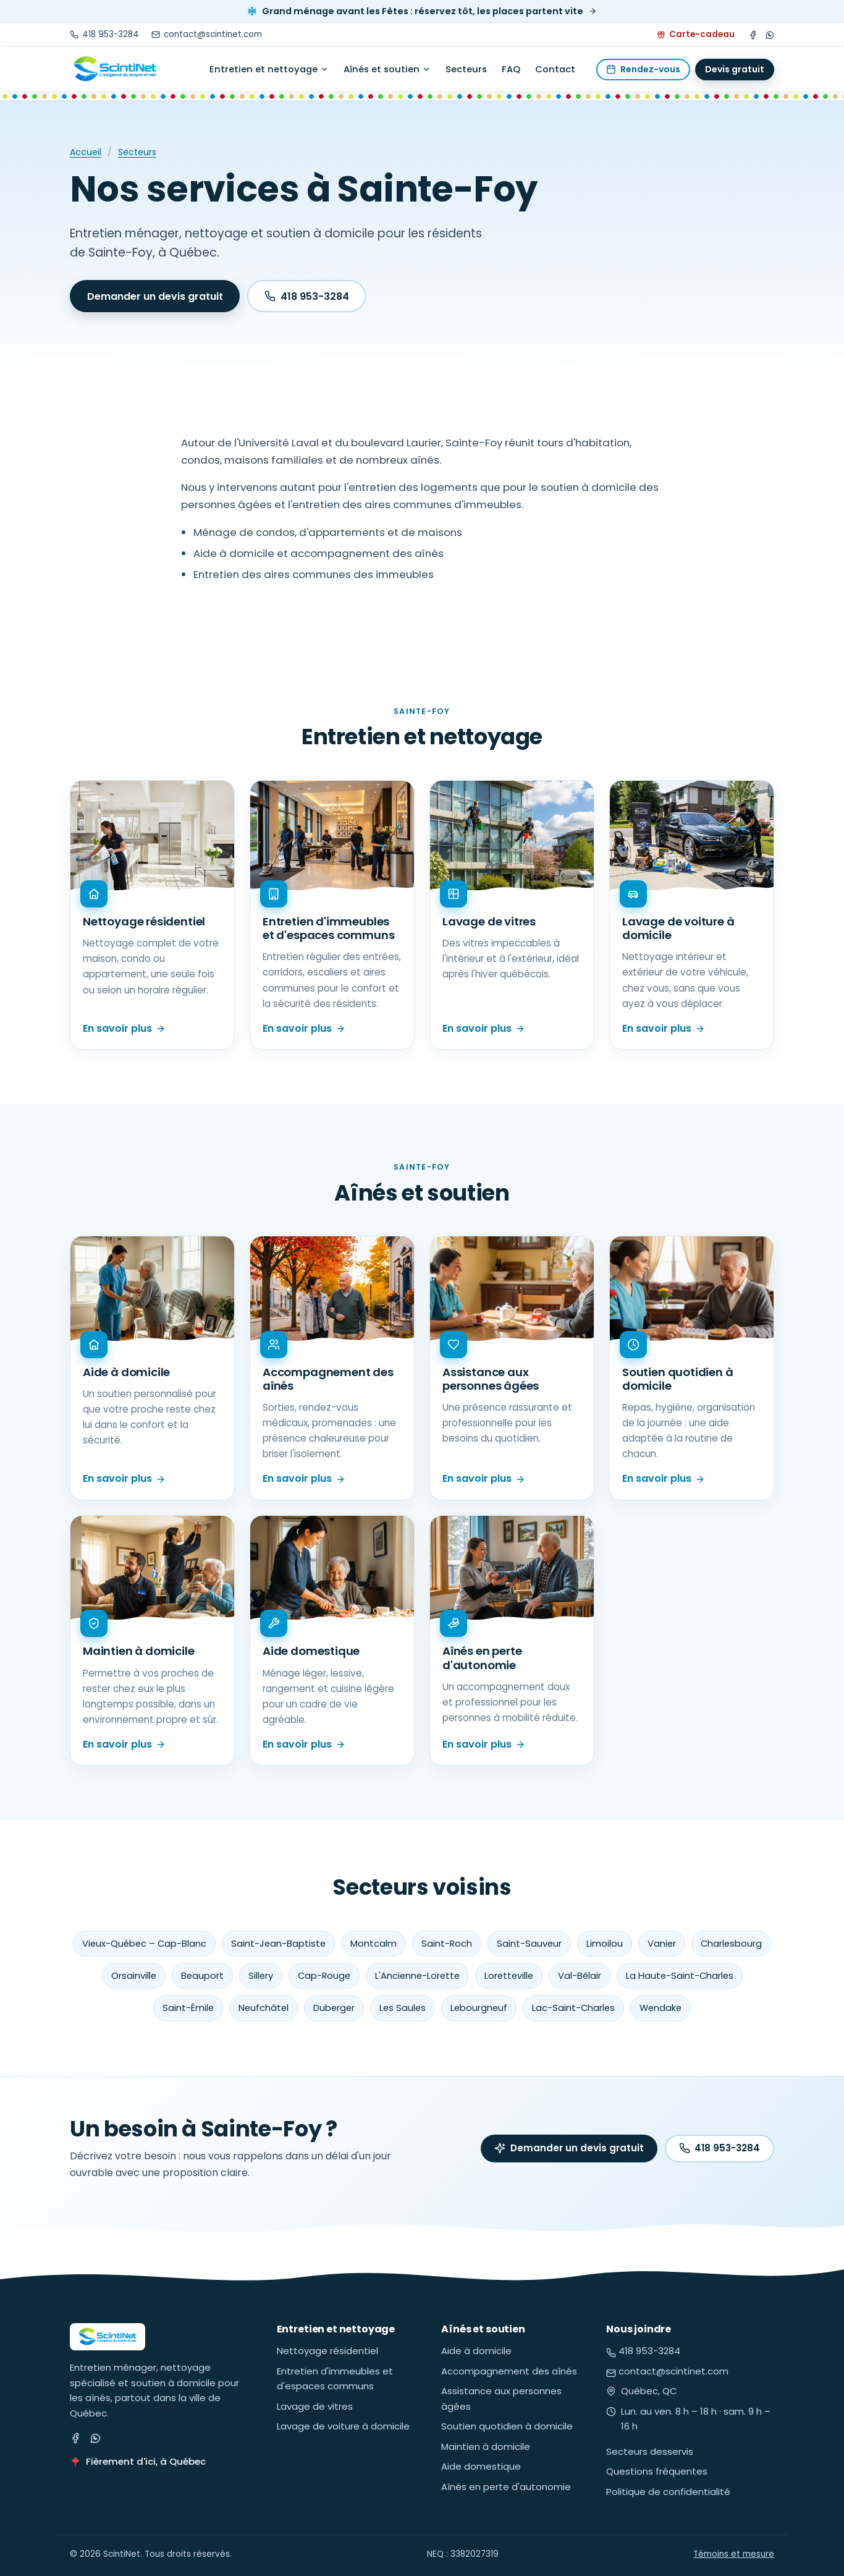 Grand ménage avant les Fêtes : réservez tôt, les places partent vite
418 953-3284
contact@scintinet.com
Carte-cadeau
ScintiNet
L'exigence du propre et net
Entretien et nettoyage
Aînés et soutien
Secteurs
FAQ
Contact
Rendez-vous
Devis gratuit
Accueil / Secteurs
Nos services à Sainte-Foy
Entretien ménager, nettoyage et soutien à domicile pour les résidents
de Sainte-Foy, à Québec.
Demander un devis gratuit
418 953-3284
Autour de l'Université Laval et du boulevard Laurier, Sainte-Foy réunit tours d'habitation,
condos, maisons familiales et de nombreux aînés.
Nous y intervenons autant pour l'entretien des logements que pour le soutien à domicile des
personnes âgées et l'entretien des aires communes d'immeubles.
• Ménage de condos, d'appartements et de maisons
• Aide à domicile et accompagnement des aînés
• Entretien des aires communes des immeubles
SAINTE-FOY
Entretien et nettoyage
Nettoyage résidentiel
Nettoyage complet de votre
maison, condo ou
appartement, une seule fois
ou selon un horaire régulier.
En savoir plus
Entretien d'immeubles
et d'espaces communs
Entretien régulier des entrées,
corridors, escaliers et aires
communes pour le confort et
la sécurité des résidents.
En savoir plus
Lavage de vitres
Des vitres impeccables à
l'intérieur et à l'extérieur, idéal
après l'hiver québécois.
En savoir plus
Lavage de voiture à
domicile
Nettoyage intérieur et
extérieur de votre véhicule,
chez vous, sans que vous
ayez à vous déplacer.
En savoir plus
SAINTE-FOY
Aînés et soutien
Aide à domicile
Un soutien personnalisé pour
que votre proche reste chez
lui dans le confort et la
sécurité.
En savoir plus
Accompagnement des
aînés
Sorties, rendez-vous
médicaux, promenades : une
présence chaleureuse pour
briser l'isolement.
En savoir plus
Assistance aux
personnes âgées
Une présence rassurante et
professionnelle pour les
besoins du quotidien.
En savoir plus
Soutien quotidien à
domicile
Repas, hygiène, organisation
de la journée : une aide
adaptée à la routine de
chacun.
En savoir plus
Maintien à domicile
Permettre à vos proches de
rester chez eux le plus
longtemps possible, dans un
environnement propre et sûr.
En savoir plus
Aide domestique
Ménage léger, lessive,
rangement et cuisine légère
pour un cadre de vie
agréable.
En savoir plus
Aînés en perte
d'autonomie
Un accompagnement doux
et professionnel pour les
personnes à mobilité réduite.
En savoir plus
Secteurs voisins
Vieux-Québec – Cap-Blanc
Saint-Jean-Baptiste
Montcalm
Saint-Roch
Saint-Sauveur
Limoilou
Vanier
Charlesbourg
Orsainville
Beauport
Sillery
Cap-Rouge
L'Ancienne-Lorette
Loretteville
Val-Bélair
La Haute-Saint-Charles
Saint-Émile
Neufchâtel
Duberger
Les Saules
Lebourgneuf
Lac-Saint-Charles
Wendake
Un besoin à Sainte-Foy ?
Décrivez votre besoin : nous vous rappelons dans un délai d'un jour
ouvrable avec une proposition claire.
Demander un devis gratuit
418 953-3284
ScintiNet
L'exigence du propre et net
Entretien ménager, nettoyage
spécialisé et soutien à domicile pour
les aînés, partout dans la ville de
Québec.
Fièrement d'ici, à Québec
Entretien et nettoyage
Nettoyage résidentiel
Entretien d'immeubles et
d'espaces communs
Lavage de vitres
Lavage de voiture à domicile
Aînés et soutien
Aide à domicile
Accompagnement des aînés
Assistance aux personnes
âgées
Soutien quotidien à domicile
Maintien à domicile
Aide domestique
Aînés en perte d'autonomie
Nous joindre
418 953-3284
contact@scintinet.com
Québec, QC
Lun. au ven. 8 h – 18 h · sam. 9 h –
16 h
Secteurs desservis
Questions fréquentes
Politique de confidentialité
© 2026 ScintiNet. Tous droits réservés.
NEQ : 3382027319
Témoins et mesure